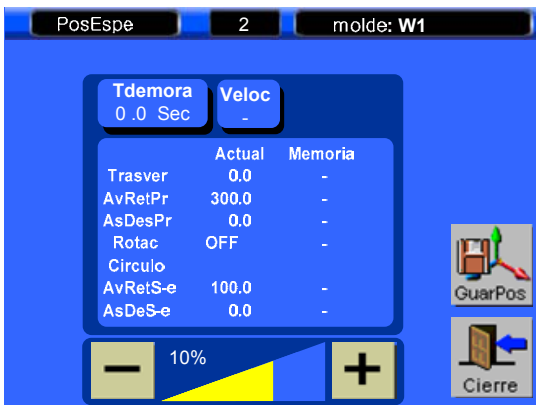 PosEspe 2 molde: W1
Tdemora Veloc
0 .0 Sec -
Actual Memoria
Trasver 0.0 -
AvRetPr 300.0 -
AsDesPr 0.0 -
Rotac OFF -
Circulo
AvRetS-e 100.0 -
AsDeS-e 0.0 -
GuarPos
− 10% +
Cierre